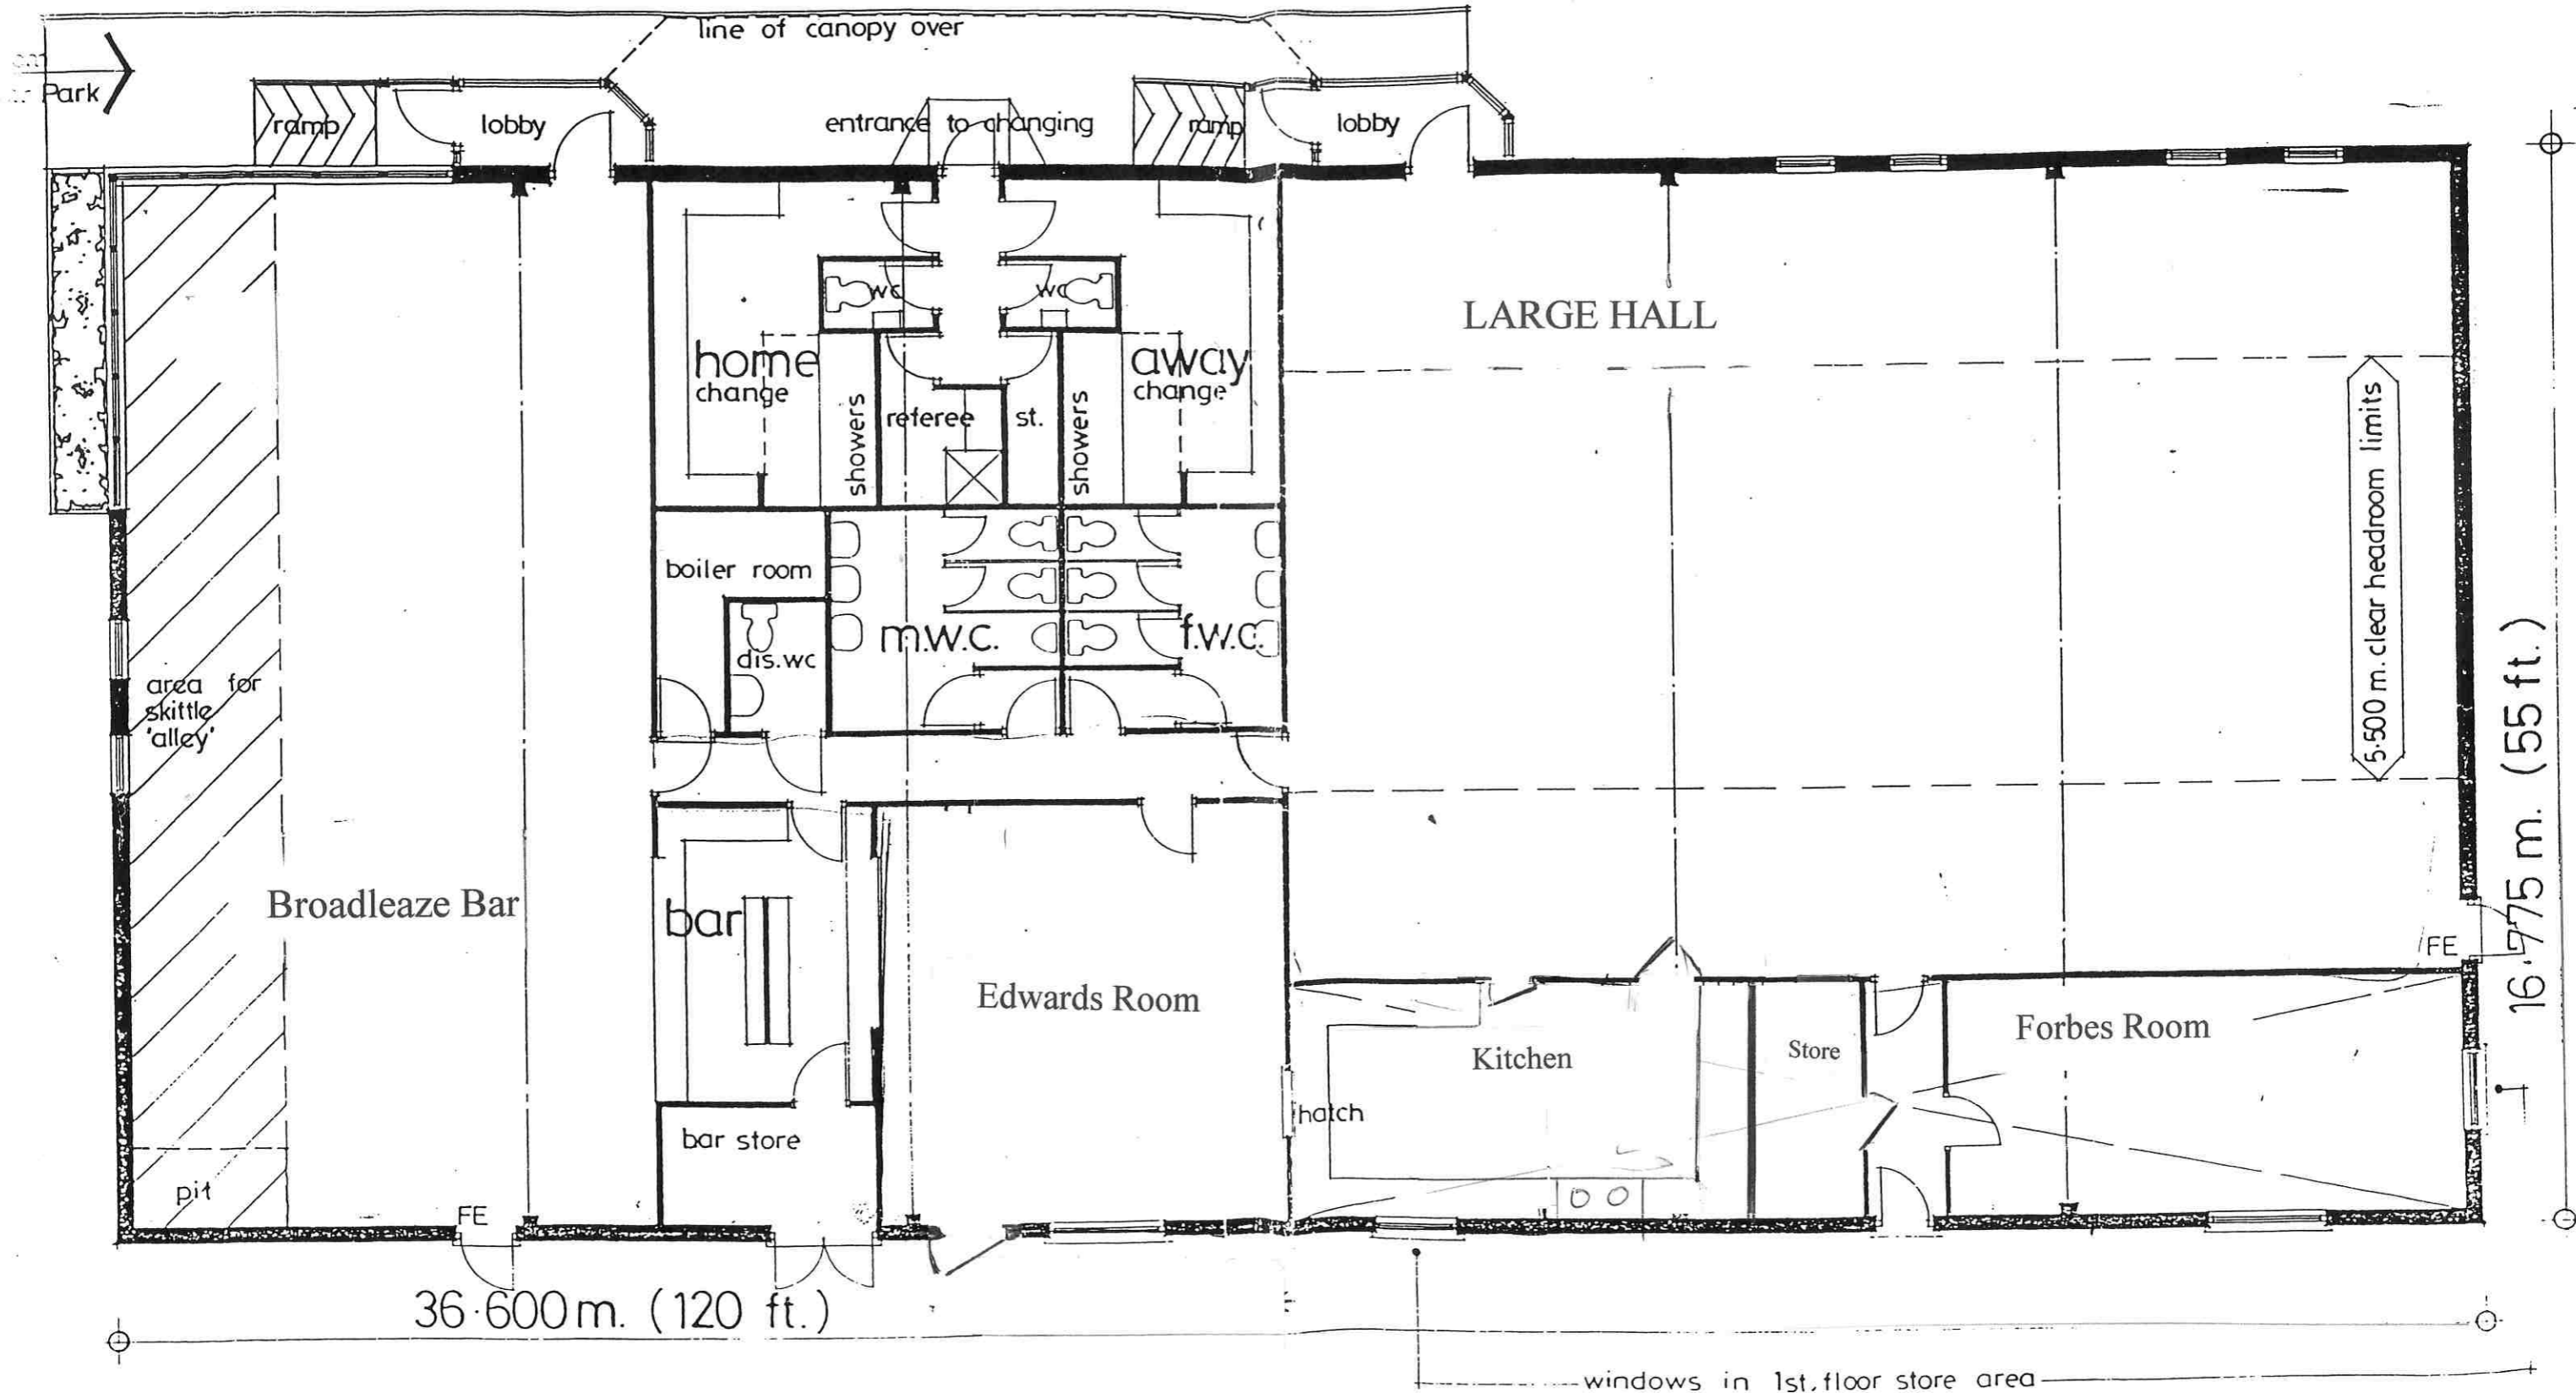 line of canopy over
Park
ramp
lobby
entrance to changing
ramp
lobby
wc
wc
LARGE HALL
home
change
away
change
showers
referee
st.
showers
5·500 m. clear headroom limits
boiler room
dis.wc
m.w.c.
f.w.c.
area for
skittle
'alley'
16·775 m. (55 ft.)
Broadleaze Bar
bar
Edwards Room
FE
Kitchen
Store
Forbes Room
hatch
bar store
pit
FE
36·600 m. (120 ft.)
windows in 1st. floor store area